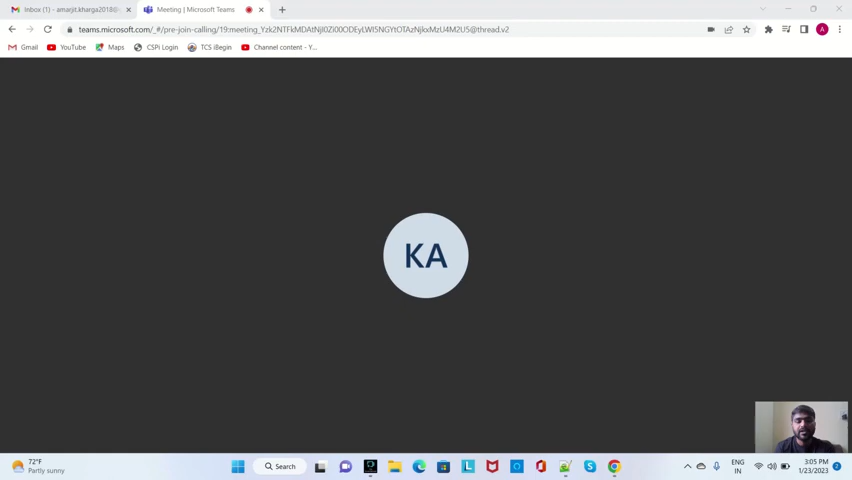 Inbox (1) - amarjit.kharga2018@
Meeting | Microsoft Teams
teams.microsoft.com/_#/pre-join-calling/19:meeting_Yzk2NTFkMDAtNjI0Zi00ODEyLWI5NGYtOTAzNjkxMzU4M2U5@thread.v2
A
Gmail
YouTube
Maps
CSPi Login
TCS iBegin
Channel content - Y...
KA
72°F
Partly sunny
Search
ENG
IN
3:05 PM
1/23/2023
2